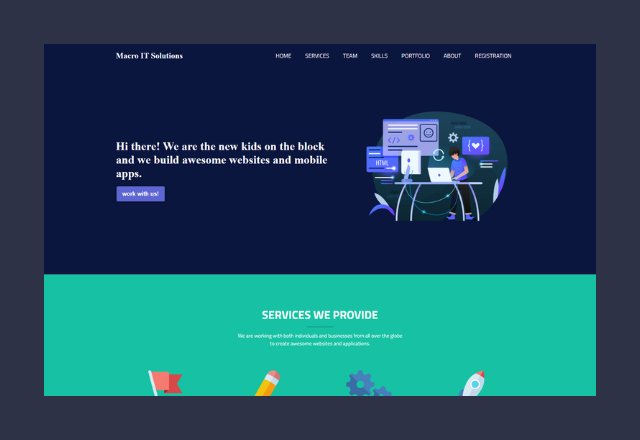 Macro IT Solutions
HOME SERVICES TEAM SKILLS PORTFOLIO ABOUT REGISTRATION
Hi there! We are the new kids on the block
and we build awesome websites and mobile
apps.
work with us!
</>
HTML
SERVICES WE PROVIDE
We are working with both individuals and businesses from all over the globe
to create awesome websites and applications.